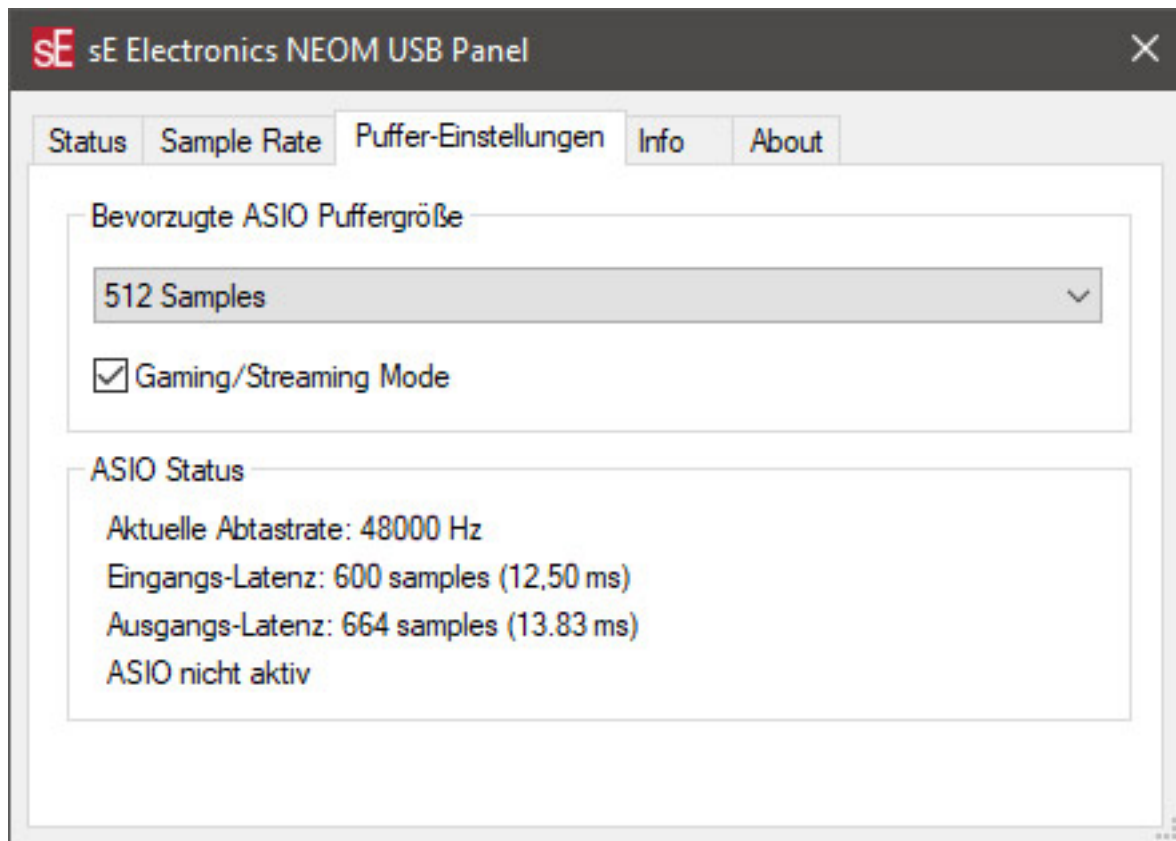 sE sE Electronics NEOM USB Panel
Status Sample Rate Puffer-Einstellungen Info About
Bevorzugte ASIO Puffergröße
512 Samples
Gaming/Streaming Mode
ASIO Status
Aktuelle Abtastrate: 48000 Hz
Eingangs-Latenz: 600 samples (12,50 ms)
Ausgangs-Latenz: 664 samples (13.83 ms)
ASIO nicht aktiv